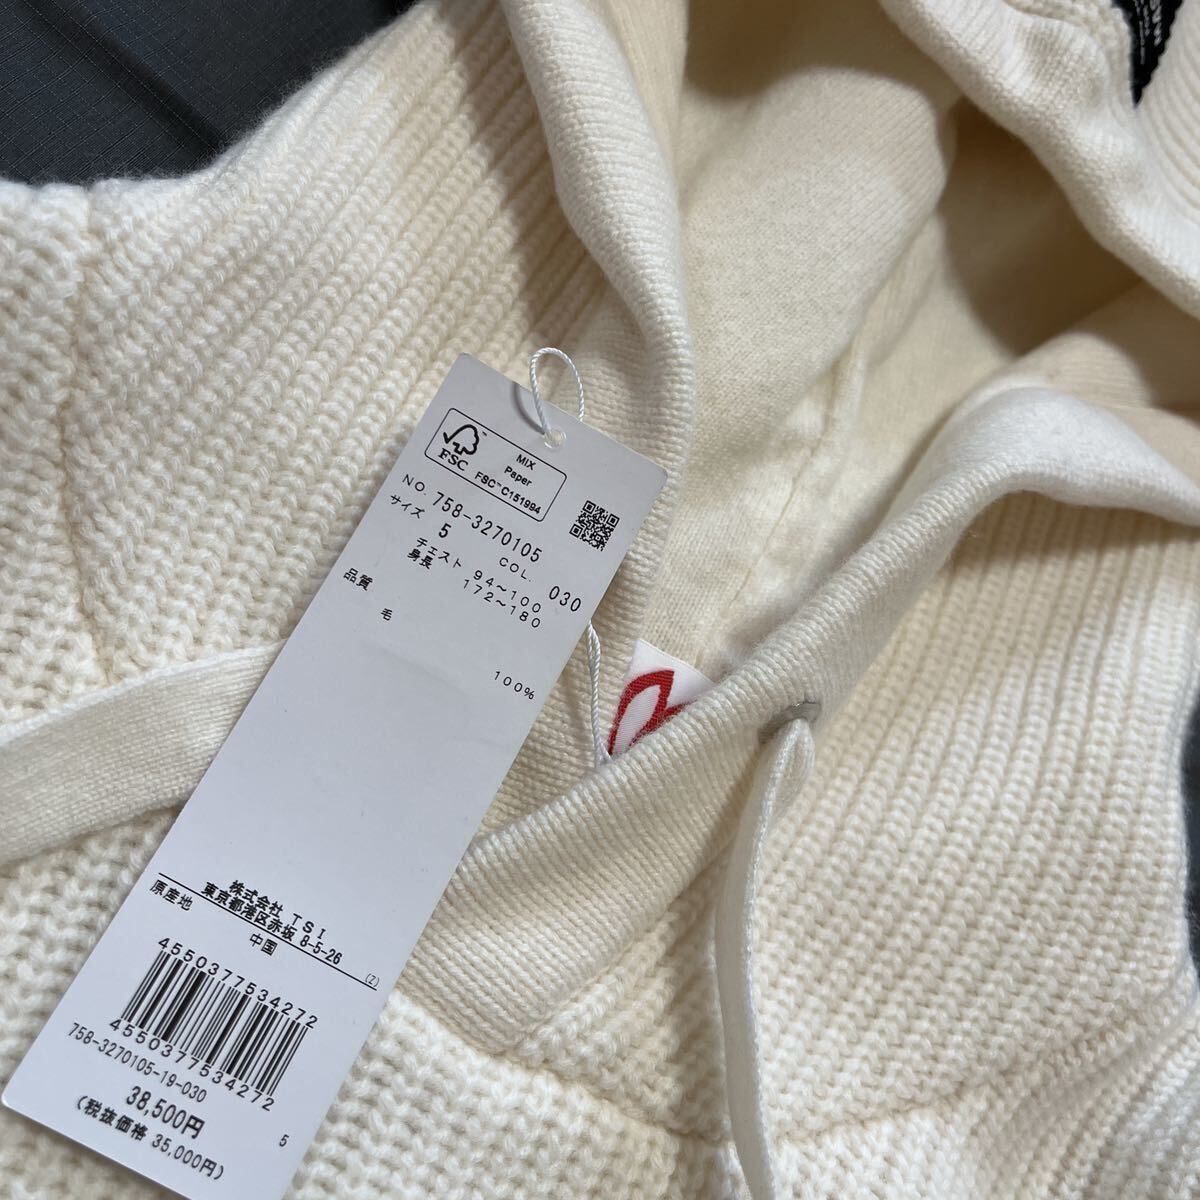 FSC™
MIX
Paper
FSC™ C151994
NO. 758-3270105
サイズ 5 COL. 030
チェスト 94〜100
身長 172〜180
品質
毛 100%
株式会社 TSI
東京都港区赤坂 8-5-26
原産地 中国 (Z)
4550377534272
4550377534272
758-3270105-19-030
38,500円 5
(税抜価格 35,000円)